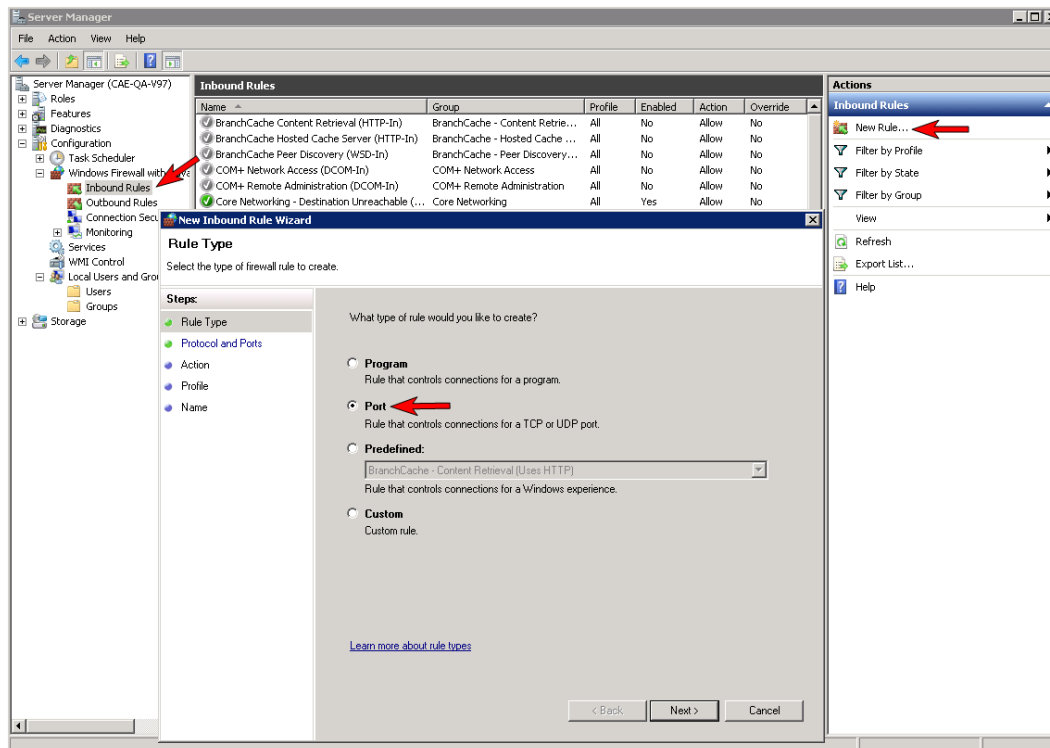 Server Manager
File Action View Help
Server Manager (CAE-QA-V97)
Roles
Features
Diagnostics
Configuration
Task Scheduler
Windows Firewall with
Inbound Rules
Outbound Rules
Connection Secu
Monitoring
Services
WMI Control
Local Users and Grou
Users
Groups
Storage
Inbound Rules
Name Group Profile Enabled Action Override
BranchCache Content Retrieval (HTTP-In) BranchCache - Content Retrie... All No Allow No
BranchCache Hosted Cache Server (HTTP-In) BranchCache - Hosted Cache ... All No Allow No
BranchCache Peer Discovery (WSD-In) BranchCache - Peer Discovery... All No Allow No
COM+ Network Access (DCOM-In) COM+ Network Access All No Allow No
COM+ Remote Administration (DCOM-In) COM+ Remote Administration All No Allow No
Core Networking - Destination Unreachable (... Core Networking All Yes Allow No
New Inbound Rule Wizard
Rule Type
Select the type of firewall rule to create.
Steps:
Rule Type
Protocol and Ports
Action
Profile
Name
What type of rule would you like to create?
Program
Rule that controls connections for a program.
Port
Rule that controls connections for a TCP or UDP port.
Predefined:
BranchCache - Content Retrieval (Uses HTTP)
Rule that controls connections for a Windows experience.
Custom
Custom rule.
Learn more about rule types
< Back Next > Cancel
Actions
Inbound Rules
New Rule...
Filter by Profile
Filter by State
Filter by Group
View
Refresh
Export List...
Help